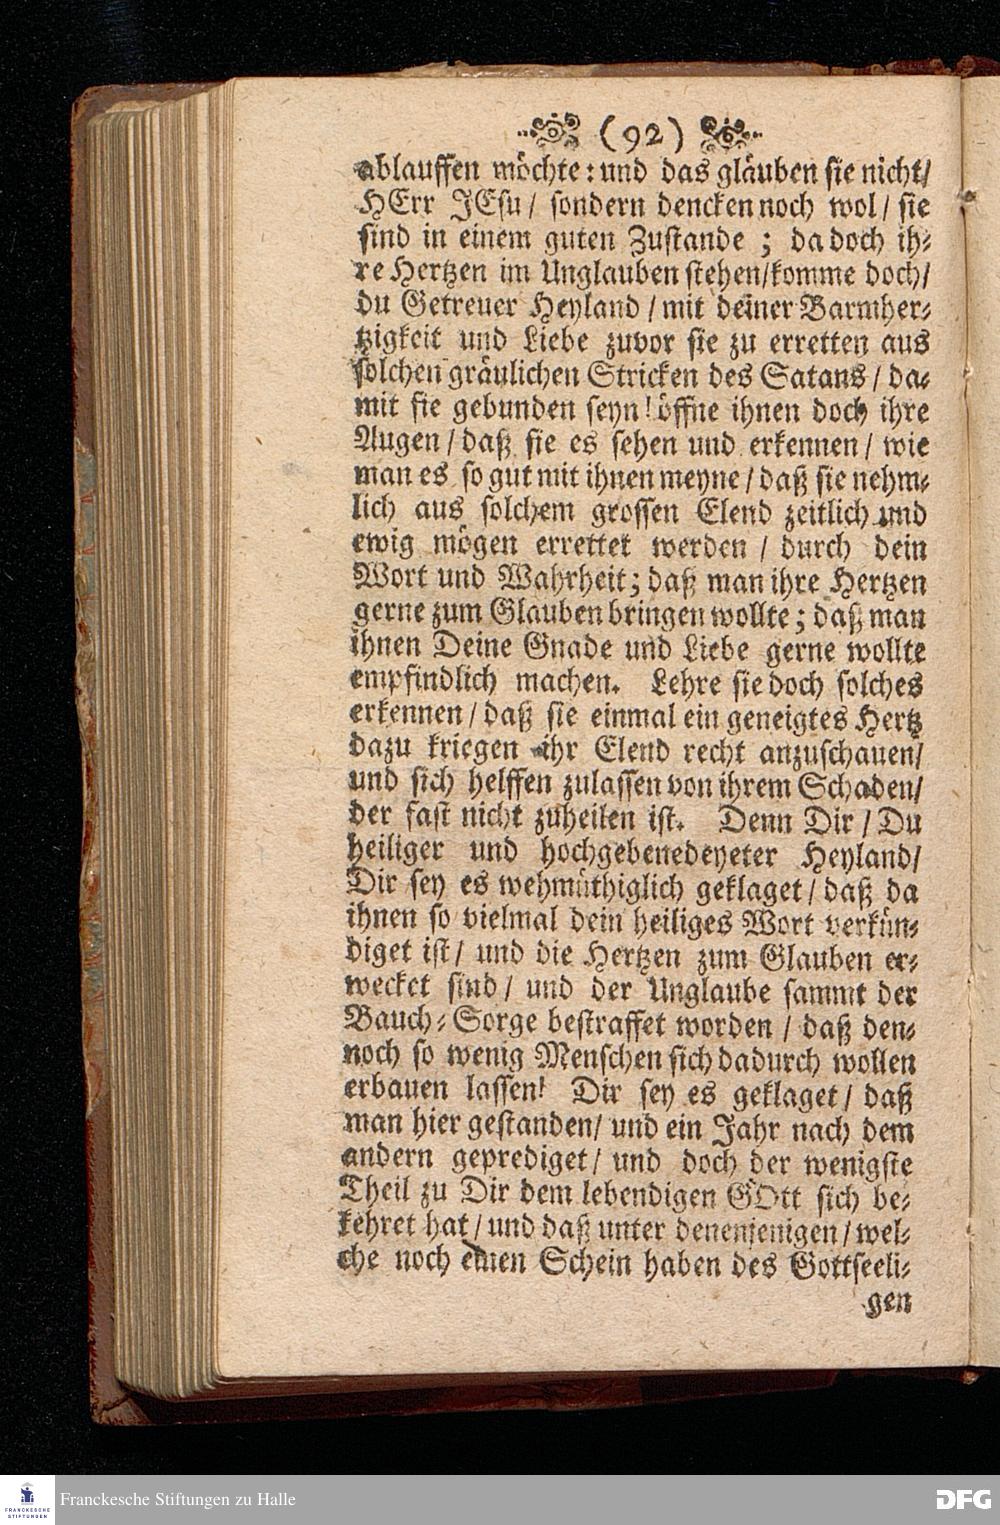 (92)
ablauffen möchte: und das gläuben sie nicht/
HErr JEsu/ sondern dencken noch wol/ sie
sind in einem guten Zustande; da doch ih-
re Hertzen im Unglauben stehen/komme doch/
du Getreuer Heyland/ mit deiner Barmher-
tzigkeit und Liebe zuvor sie zu erretten aus
solchen gräulichen Stricken des Satans/ da-
mit sie gebunden seyn! öffne ihnen doch ihre
Augen/ daß sie es sehen und erkennen/ wie
man es so gut mit ihnen meyne/ daß sie nehm-
lich aus solchem grossen Elend zeitlich und
ewig mögen errettet werden/ durch dein
Wort und Wahrheit; daß man ihre Hertzen
gerne zum Glauben bringen wollte; daß man
ihnen Deine Gnade und Liebe gerne wollte
empfindlich machen. Lehre sie doch solches
erkennen/ daß sie einmal ein geneigtes Hertz
dazu kriegen ihr Elend recht anzuschauen/
und sich helffen zulassen von ihrem Schaden/
der fast nicht zuheilen ist. Denn Dir/ Du
heiliger und hochgebenedeyeter Heyland/
Dir sey es wehmüthiglich geklaget/ daß da
ihnen so vielmal dein heiliges Wort verkün-
diget ist/ und die Hertzen zum Glauben er-
wecket sind/ und der Unglaube sammt der
Bauch-Sorge bestraffet worden/ daß den-
noch so wenig Menschen sich dadurch wollen
erbauen lassen! Dir sey es geklaget/ daß
man hier gestanden/ und ein Jahr nach dem
andern geprediget/ und doch der wenigste
Theil zu Dir dem lebendigen GOtt sich be-
kehret hat/ und daß unter denenjenigen/ wel-
che noch einen Schein haben des Gottseeli-
gen
FRANCKESCHE
STIFTUNGEN
Franckesche Stiftungen zu Halle
DFG